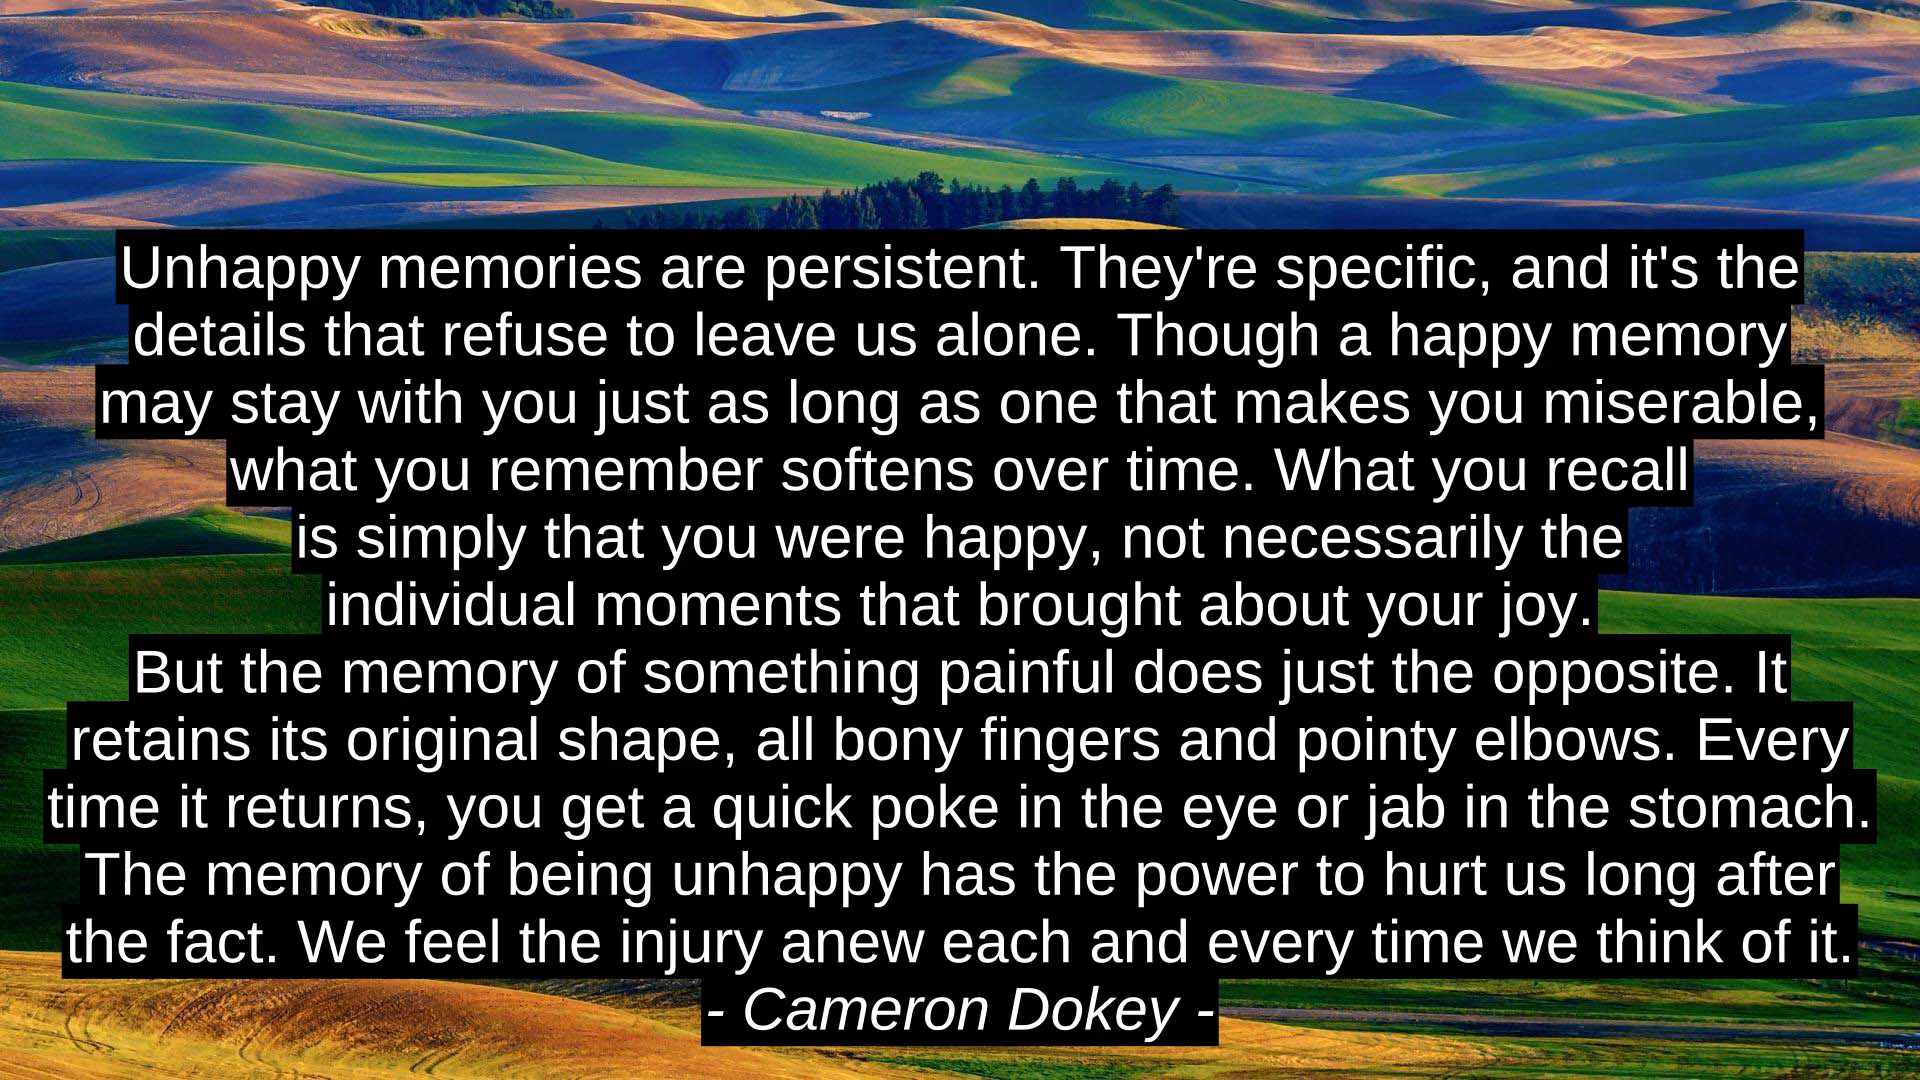 Unhappy memories are persistent. They're specific, and it's the
details that refuse to leave us alone. Though a happy memory
may stay with you just as long as one that makes you miserable,
what you remember softens over time. What you recall
is simply that you were happy, not necessarily the
individual moments that brought about your joy.
But the memory of something painful does just the opposite. It
retains its original shape, all bony fingers and pointy elbows. Every
time it returns, you get a quick poke in the eye or jab in the stomach.
The memory of being unhappy has the power to hurt us long after
the fact. We feel the injury anew each and every time we think of it.
- Cameron Dokey -